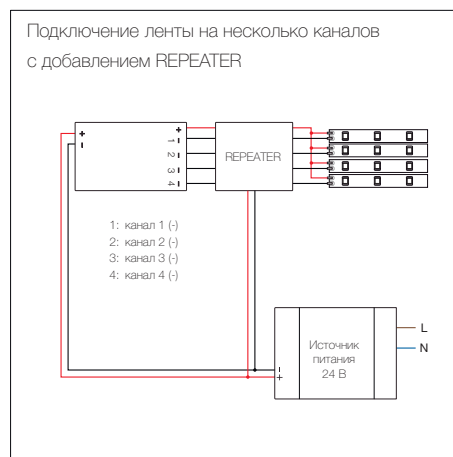 Подключение ленты на несколько каналов
с добавлением REPEATER
+
-
+
1 -
2 -
3 -
4 -
REPEATER
1: канал 1 (-)
2: канал 2 (-)
3: канал 3 (-)
4: канал 4 (-)
Источник
питания
24 В
-
+
L
N